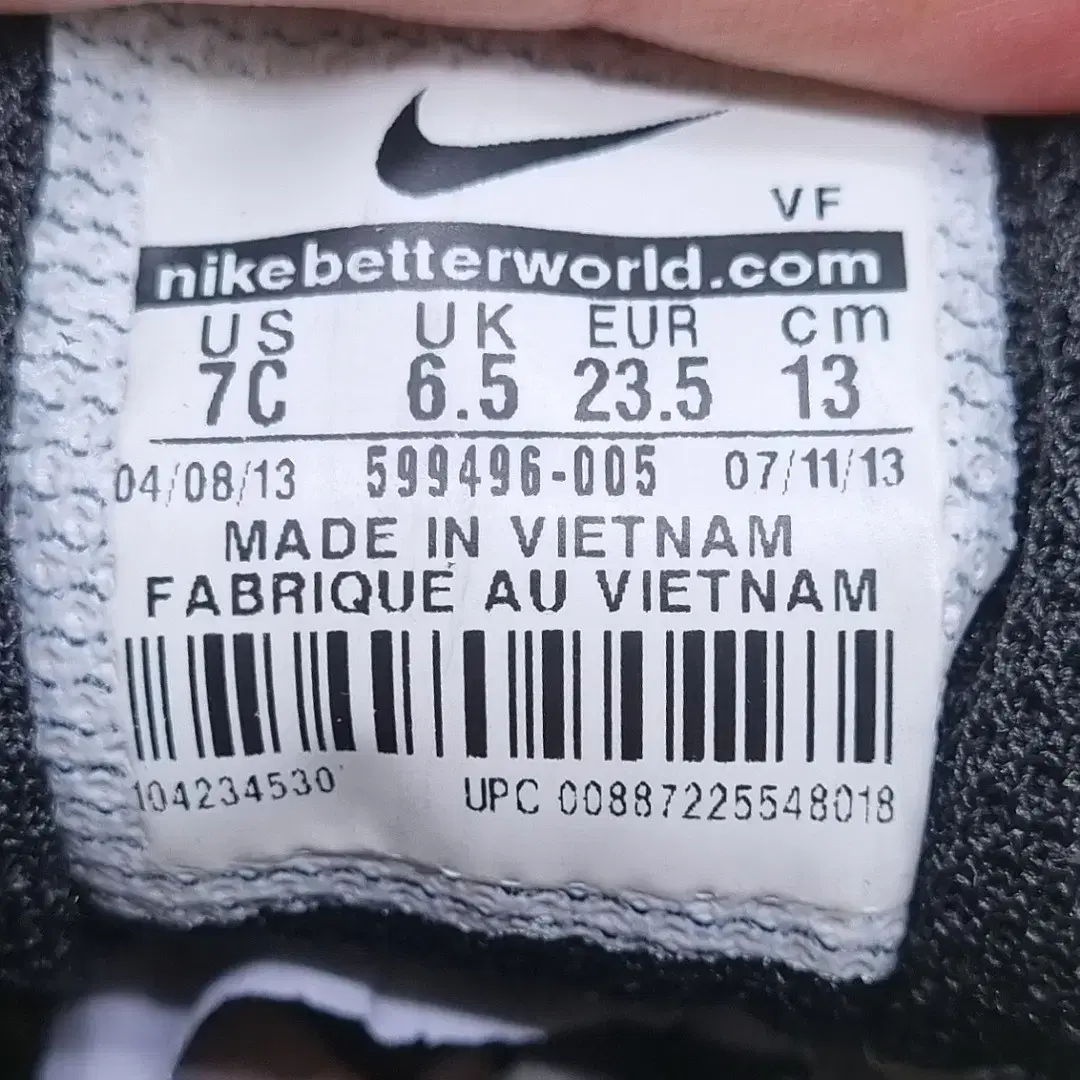 VF
nikebetterworld.com
US UK EUR cm
7C 6.5 23.5 13
04/08/13 599496-005 07/11/13
MADE IN VIETNAM
FABRIQUE AU VIETNAM
104234530 UPC 00887225548018